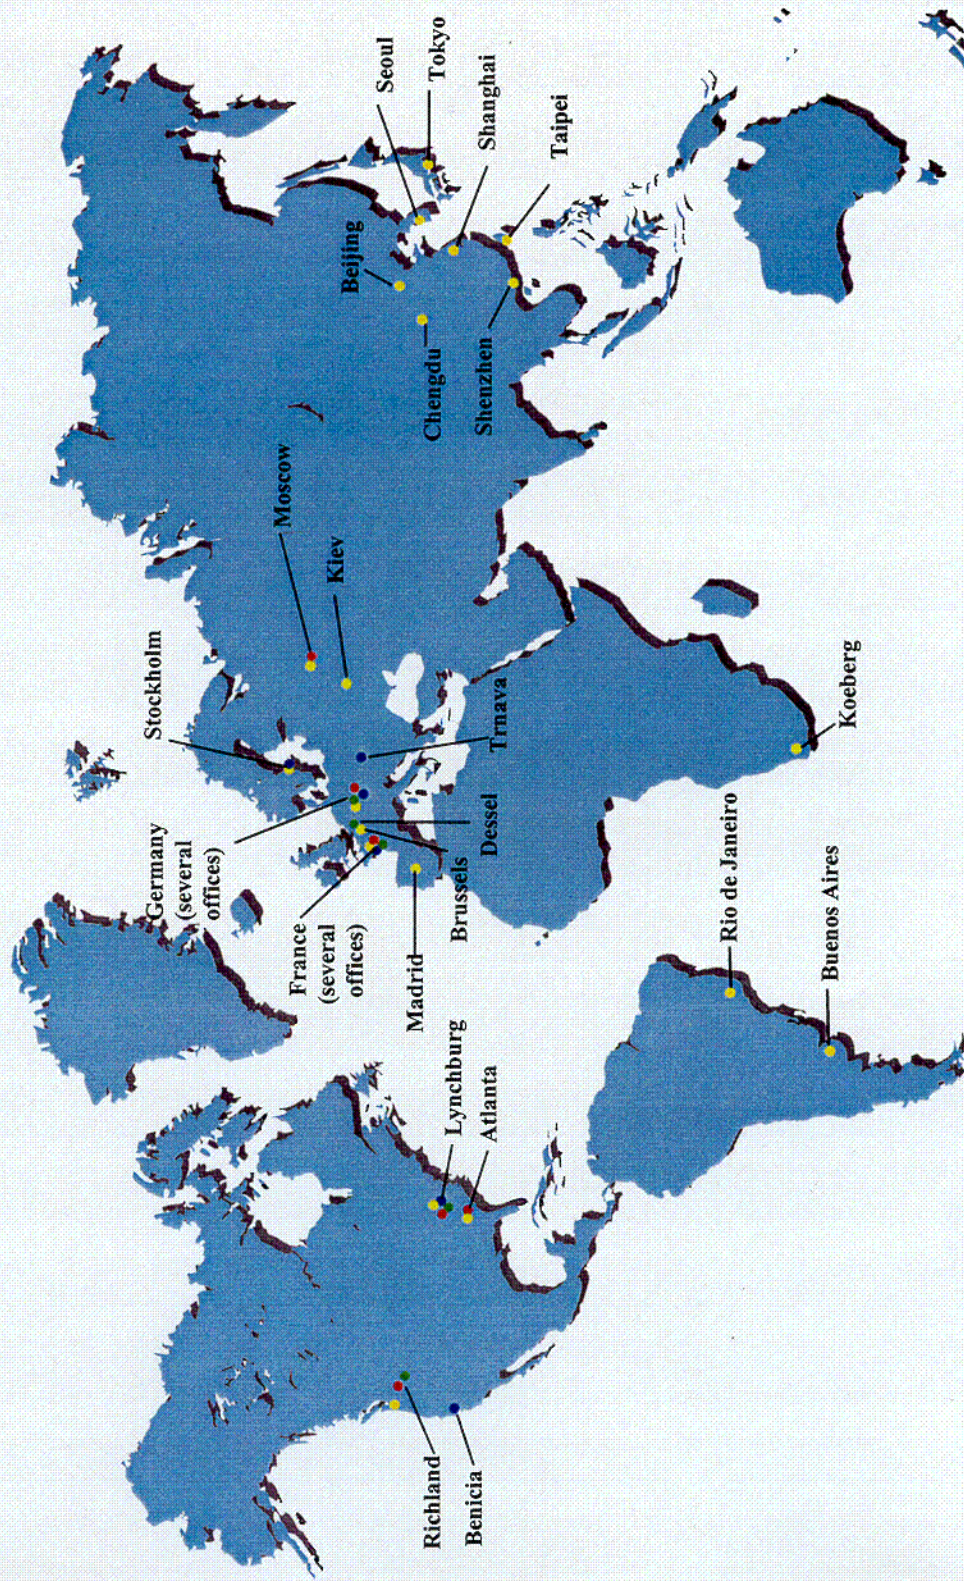 Stockholm
Moscow
Kiev
Germany
(several
offices)
France
(several
offices)
Madrid
Brussels
Dessel
Trnava
Beijing
Chengdu
Shenzhen
Seoul
Tokyo
Shanghai
Taipei
Richland
Benicia
Lynchburg
Atlanta
Rio de Janeiro
Buenos Aires
Koeberg